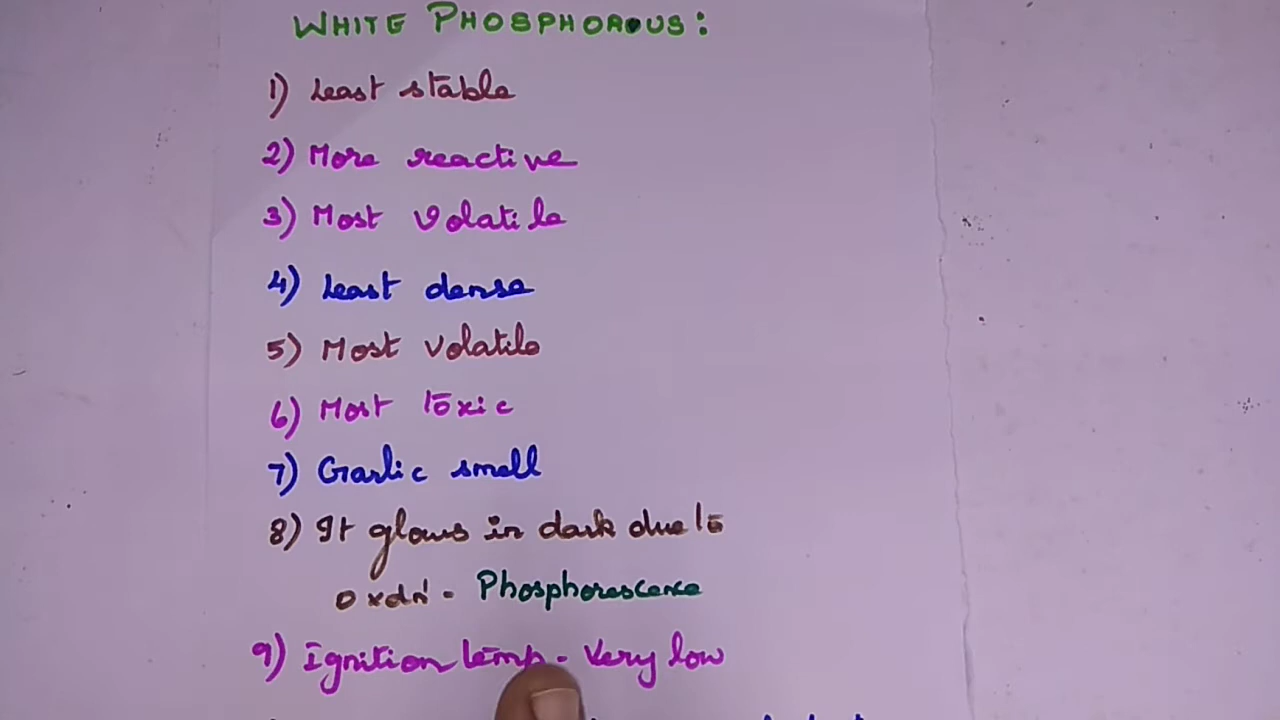 WHITE PHOSPHOROUS:
1) Least stable
2) More reactive
3) Most Volatile
4) Least dense
5) Most Volatile
6) Most toxic
7) Garlic smell
8) It glows in dark due to
oxdn - Phosphorescence
9) Ignition temp - Very low